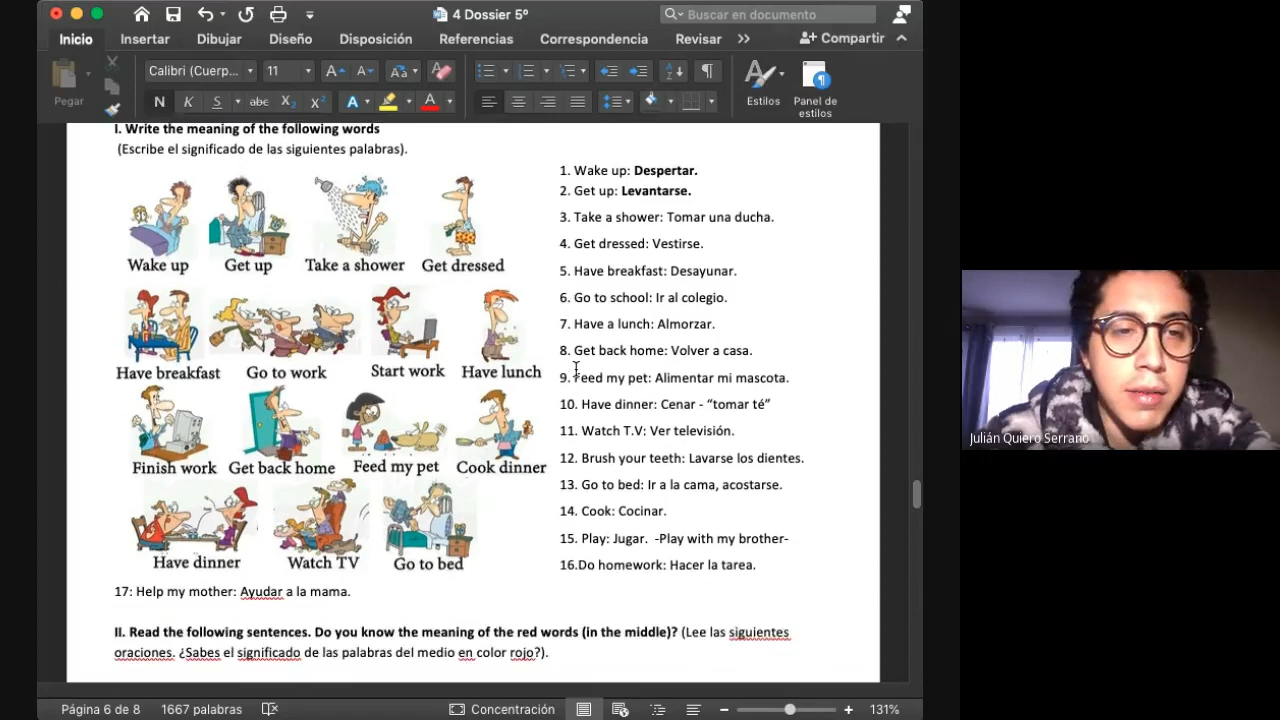 4 Dossier 5º
Buscar en documento
Inicio Insertar Dibujar Diseño Disposición Referencias Correspondencia Revisar Compartir
Pegar Calibri (Cuerp... 11 Estilos Panel de estilos
I. Write the meaning of the following words
(Escribe el significado de las siguientes palabras).
Wake up Get up Take a shower Get dressed
Have breakfast Go to work Start work Have lunch
Finish work Get back home Feed my pet Cook dinner
Have dinner Watch TV Go to bed
1. Wake up: Despertar.
2. Get up: Levantarse.
3. Take a shower: Tomar una ducha.
4. Get dressed: Vestirse.
5. Have breakfast: Desayunar.
6. Go to school: Ir al colegio.
7. Have a lunch: Almorzar.
8. Get back home: Volver a casa.
9. Feed my pet: Alimentar mi mascota.
10. Have dinner: Cenar - “tomar té”
11. Watch T.V: Ver televisión.
12. Brush your teeth: Lavarse los dientes.
13. Go to bed: Ir a la cama, acostarse.
14. Cook: Cocinar.
15. Play: Jugar. -Play with my brother-
16.Do homework: Hacer la tarea.
17: Help my mother: Ayudar a la mama.
II. Read the following sentences. Do you know the meaning of the red words (in the middle)? (Lee las siguientes
oraciones. ¿Sabes el significado de las palabras del medio en color rojo?).
Página 6 de 8 1667 palabras Concentración 131%
Julián Quiero Serrano